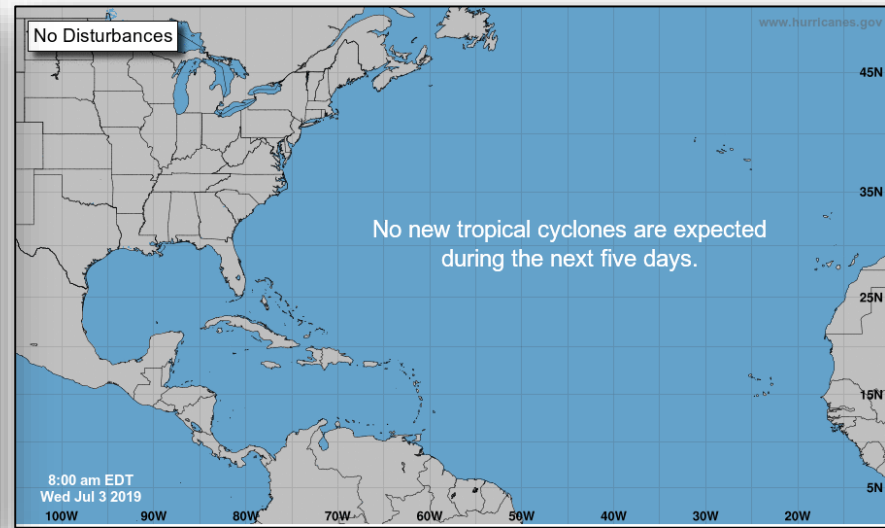 No Disturbances
www.hurricanes.gov
45N
35N
No new tropical cyclones are expected
during the next five days.
25N
15N
8:00 am EDT
Wed Jul 3 2019
5N
100W 90W 80W 70W 60W 50W 40W 30W 20W